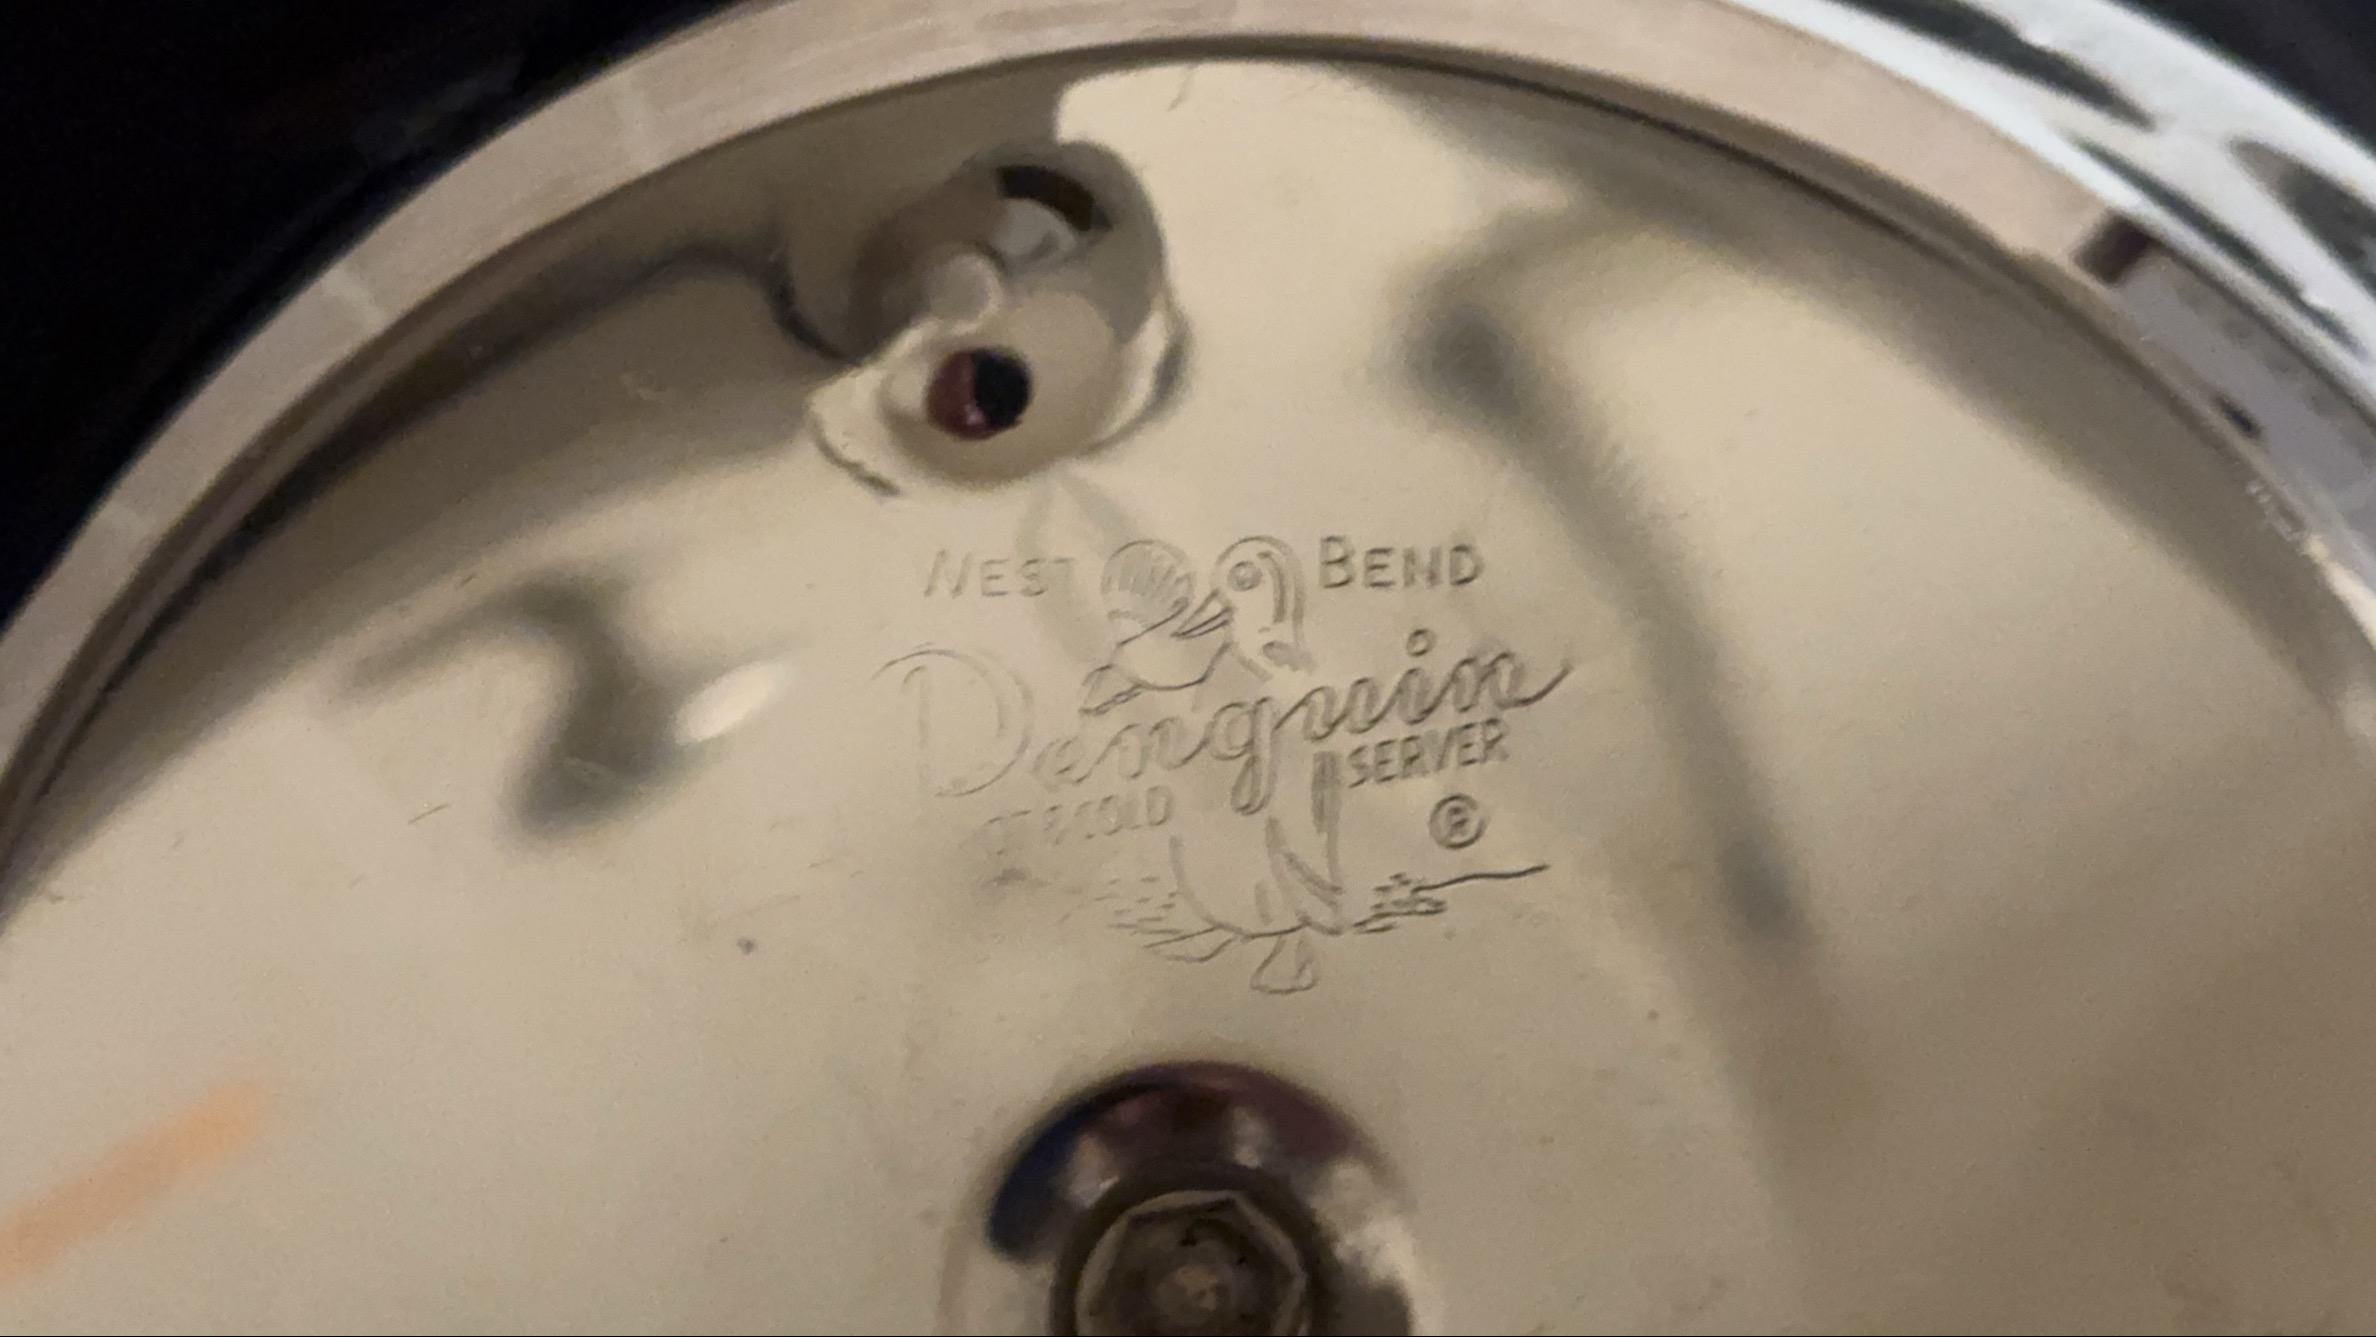 WEST BEND
Penguin
SERVER
HOT & COLD
®